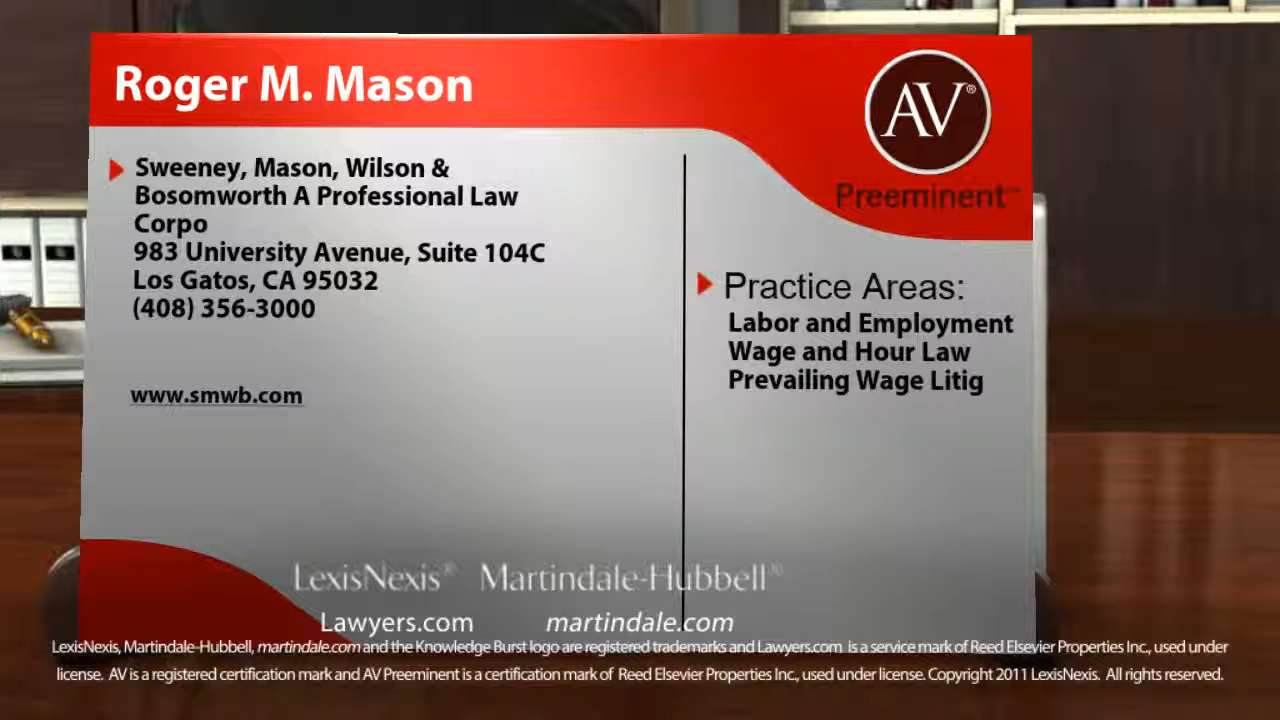 Roger M. Mason
AV®
Preeminent™
Sweeney, Mason, Wilson &
Bosomworth A Professional Law
Corpo
983 University Avenue, Suite 104C
Los Gatos, CA 95032
(408) 356-3000
www.smwb.com
Practice Areas:
Labor and Employment
Wage and Hour Law
Prevailing Wage Litig
LexisNexis® Martindale-Hubbell®
Lawyers.com martindale.com
LexisNexis, Martindale-Hubbell, martindale.com and the Knowledge Burst logo are registered trademarks and Lawyers.com is a service mark of Reed Elsevier Properties Inc., used under
license. AV is a registered certification mark and AV Preeminent is a certification mark of Reed Elsevier Properties Inc., used under license. Copyright 2011 LexisNexis. All rights reserved.